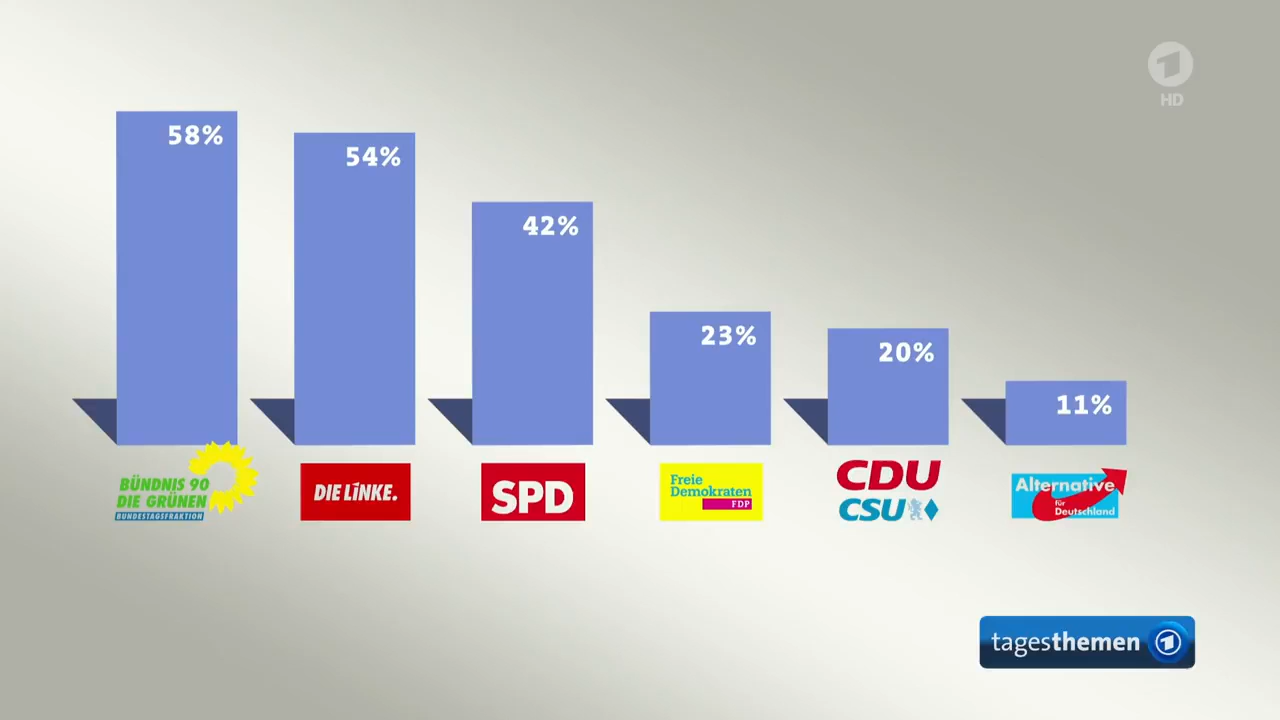 HD
58%
54%
42%
23%
20%
11%
BÜNDNIS 90
DIE GRÜNEN
BUNDESTAGSFRAKTION
DIE LINKE.
SPD
Freie
Demokraten
FDP
CDU
CSU
Alternative
für
Deutschland
tagesthemen